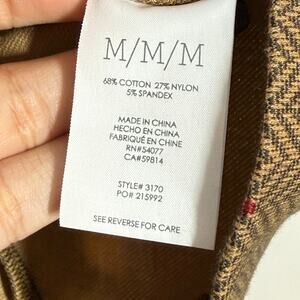 M/M/M
68% COTTON 27% NYLON
5% SPANDEX
MADE IN CHINA
HECHO EN CHINA
FABRIQUÉ EN CHINE
RN#54077
CA#59814
STYLE# 3170
PO# 215992
SEE REVERSE FOR CARE